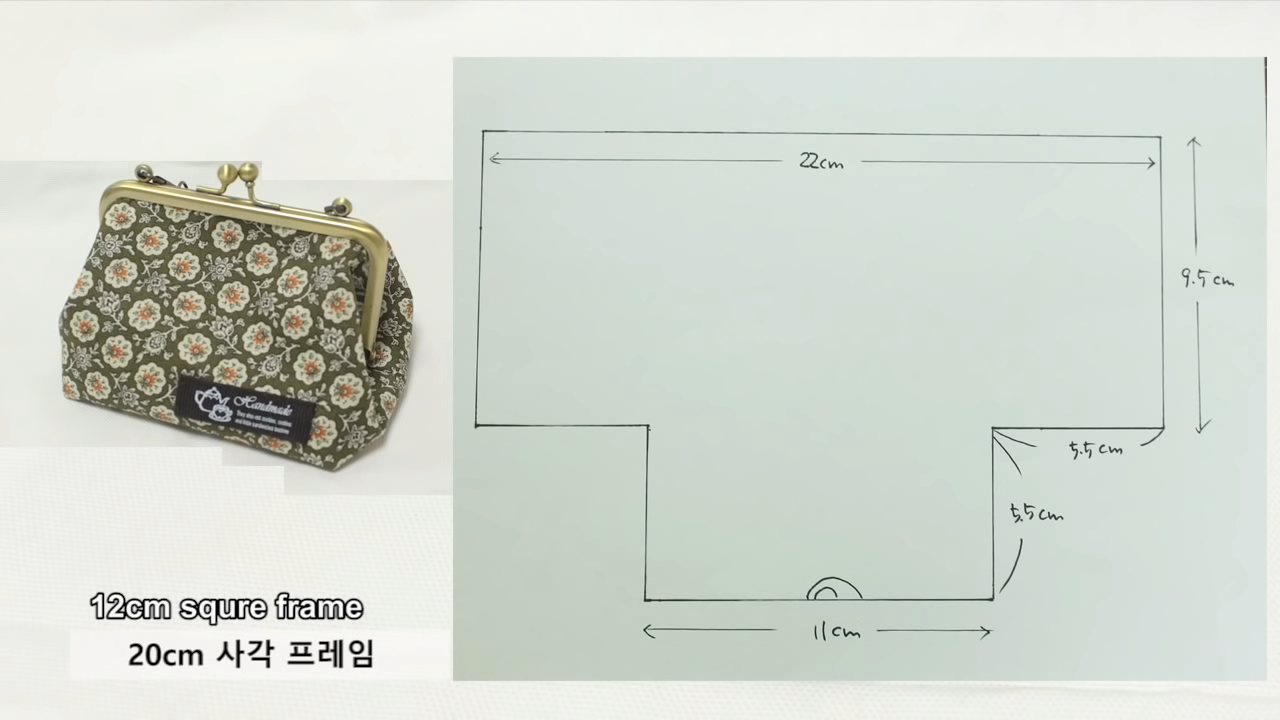 Handmade
12cm squre frame
20cm 사각 프레임
22cm
9.5cm
5.5cm
5.5cm
11cm